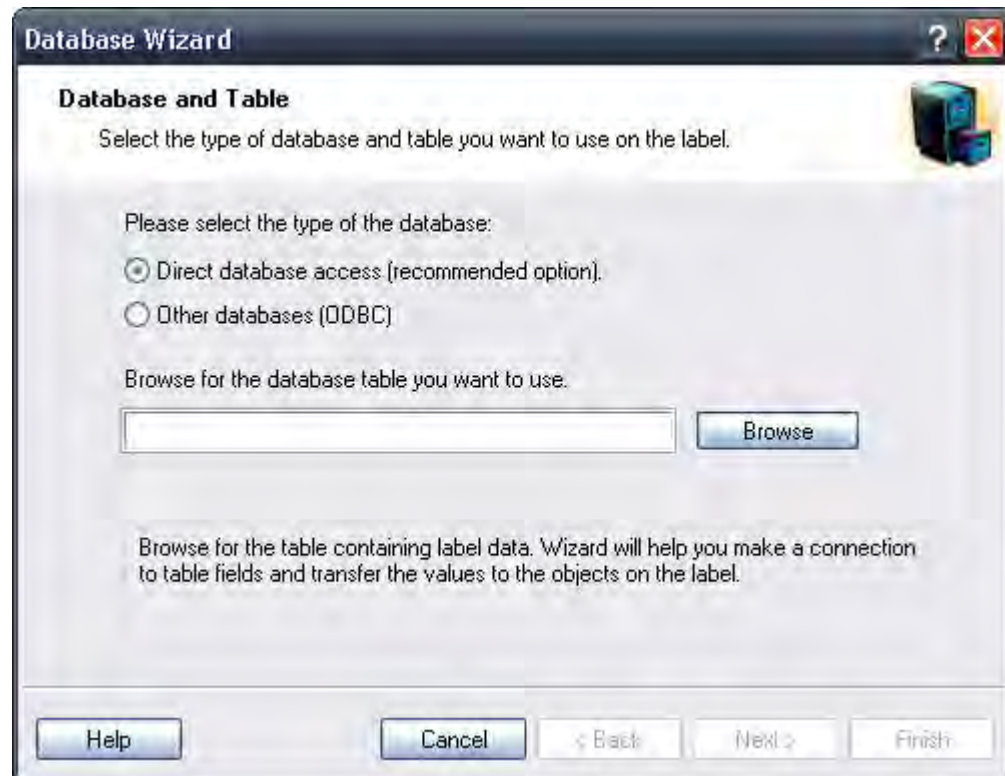 Database Wizard
?
Database and Table
Select the type of database and table you want to use on the label.
Please select the type of the database:
Direct database access (recommended option).
Other databases (ODBC)
Browse for the database table you want to use.
Browse
Browse for the table containing label data. Wizard will help you make a connection
to table fields and transfer the values to the objects on the label.
Help
Cancel
< Back
Next >
Finish